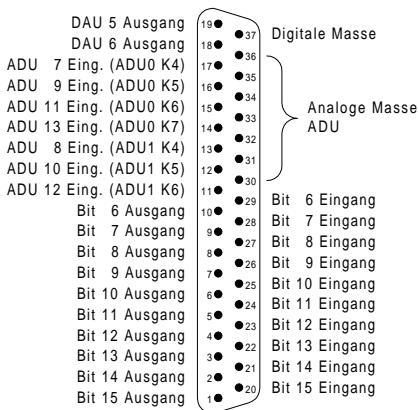 DAU 5 Ausgang 19
DAU 6 Ausgang 18
ADU 7 Eing. (ADU0 K4) 17
ADU 9 Eing. (ADU0 K5) 16
ADU 11 Eing. (ADU0 K6) 15
ADU 13 Eing. (ADU0 K7) 14
ADU 8 Eing. (ADU1 K4) 13
ADU 10 Eing. (ADU1 K5) 12
ADU 12 Eing. (ADU1 K6) 11
Bit 6 Ausgang 10
Bit 7 Ausgang 9
Bit 8 Ausgang 8
Bit 9 Ausgang 7
Bit 10 Ausgang 6
Bit 11 Ausgang 5
Bit 12 Ausgang 4
Bit 13 Ausgang 3
Bit 14 Ausgang 2
Bit 15 Ausgang 1
37 Digitale Masse
36
35
34
33
32
31
30
Analoge Masse
ADU
29 Bit 6 Eingang
28 Bit 7 Eingang
27 Bit 8 Eingang
26 Bit 9 Eingang
25 Bit 10 Eingang
24 Bit 11 Eingang
23 Bit 12 Eingang
22 Bit 13 Eingang
21 Bit 14 Eingang
20 Bit 15 Eingang